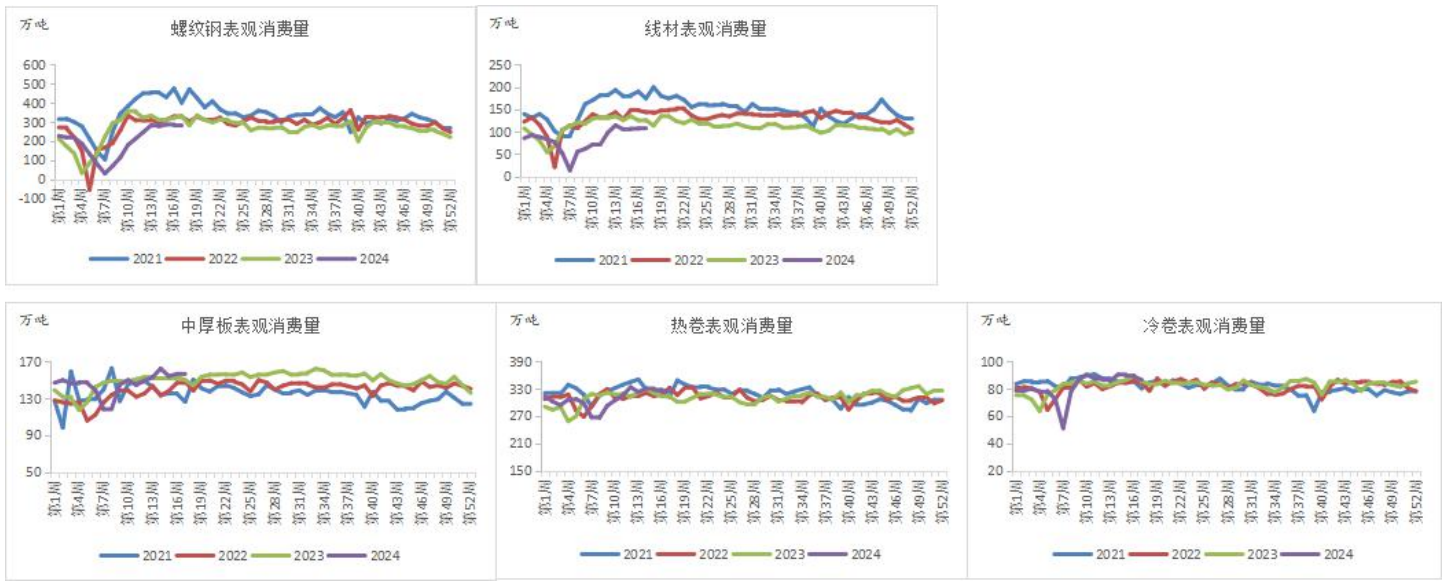 万吨
螺纹钢表观消费量
600
500
400
300
200
100
0
-100
第1周
第4周
第7周
第10周
第13周
第16周
第19周
第22周
第25周
第28周
第31周
第34周
第37周
第40周
第43周
第46周
第49周
第52周
2021 2022 2023 2024
万吨
线材表观消费量
250
200
150
100
50
0
第1周
第4周
第7周
第10周
第13周
第16周
第19周
第22周
第25周
第28周
第31周
第34周
第37周
第40周
第43周
第46周
第49周
第52周
2021 2022 2023 2024
万吨
中厚板表观消费量
170
130
90
50
第1周
第4周
第7周
第10周
第13周
第16周
第19周
第22周
第25周
第28周
第31周
第34周
第37周
第40周
第43周
第46周
第49周
第52周
2021 2022 2023 2024
万吨
热卷表观消费量
390
330
270
210
150
第1周
第4周
第7周
第10周
第13周
第16周
第19周
第22周
第25周
第28周
第31周
第34周
第37周
第40周
第43周
第46周
第49周
第52周
2021 2022 2023 2024
万吨
冷卷表观消费量
100
80
60
40
20
第1周
第4周
第7周
第10周
第13周
第16周
第19周
第22周
第25周
第28周
第31周
第34周
第37周
第40周
第43周
第46周
第49周
第52周
2021 2022 2023 2024